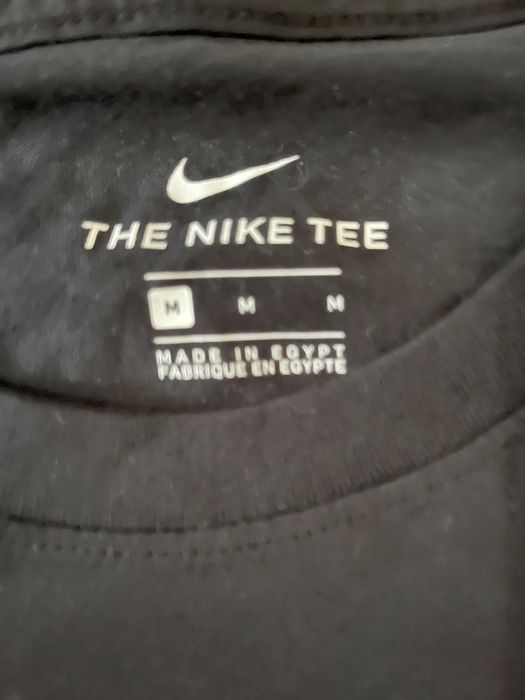 THE NIKE TEE
M M M
MADE IN EGYPT
FABRIQUE EN EGYPTE